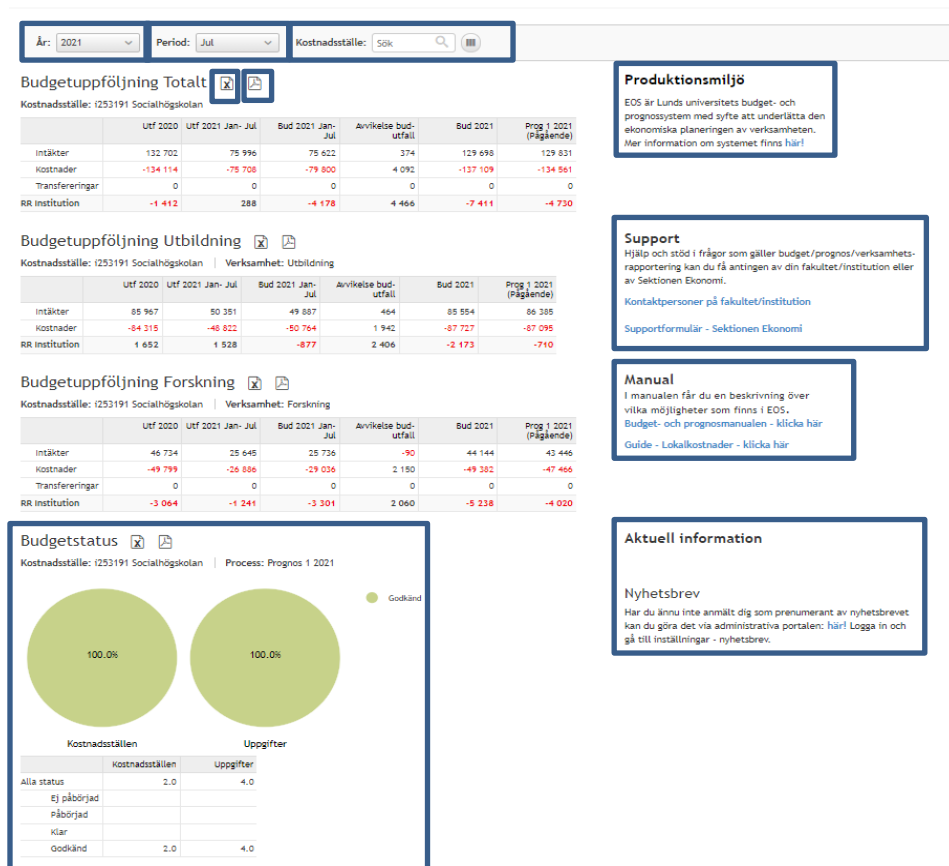 År: 2021 Period: Jul Kostnadsställe: Sök
Budgetuppföljning Totalt
Kostnadsställe: i253191 Socialhögskolan
Utf 2020 Utf 2021 Jan- Jul Bud 2021 Jan-Jul Avvikelse bud-utfall Bud 2021 Prog 1 2021 (Pågående)
Intäkter 132 702 75 996 75 622 374 129 698 129 831
Kostnader -134 114 -75 708 -79 800 4 092 -137 109 -134 561
Transfereringar 0 0 0 0 0 0
RR Institution -1 412 288 -4 178 4 466 -7 411 -4 730
Budgetuppföljning Utbildning
Kostnadsställe: i253191 Socialhögskolan | Verksamhet: Utbildning
Utf 2020 Utf 2021 Jan- Jul Bud 2021 Jan-Jul Avvikelse bud-utfall Bud 2021 Prog 1 2021 (Pågående)
Intäkter 85 967 50 351 49 887 464 85 554 86 385
Kostnader -84 315 -48 822 -50 764 1 942 -87 727 -87 095
RR Institution 1 652 1 528 -877 2 406 -2 173 -710
Budgetuppföljning Forskning
Kostnadsställe: i253191 Socialhögskolan | Verksamhet: Forskning
Utf 2020 Utf 2021 Jan- Jul Bud 2021 Jan-Jul Avvikelse bud-utfall Bud 2021 Prog 1 2021 (Pågående)
Intäkter 46 734 25 645 25 736 -90 44 144 43 446
Kostnader -49 799 -26 886 -29 036 2 150 -49 382 -47 466
Transfereringar 0 0 0 0 0 0
RR Institution -3 064 -1 241 -3 301 2 060 -5 238 -4 020
Budgetstatus
Kostnadsställe: i253191 Socialhögskolan | Process: Prognos 1 2021
Godkänd
100.0% 100.0%
Kostnadsställen Uppgifter
Kostnadsställen Uppgifter
Alla status 2.0 4.0
Ej påbörjad
Påbörjad
Klar
Godkänd 2.0 4.0
Produktionsmiljö
EOS är Lunds universitets budget- och
prognossystem med syfte att underlätta den
ekonomiska planeringen av verksamheten.
Mer information om systemet finns här!
Support
Hjälp och stöd i frågor som gäller budget/prognos/verksamhets-
rapportering kan du få antingen av din fakultet/institution eller
av Sektionen Ekonomi.
Kontaktpersoner på fakultet/institution
Supportformulär - Sektionen Ekonomi
Manual
I manualen får du en beskrivning över
vilka möjligheter som finns i EOS.
Budget- och prognosmanualen - klicka här
Guide - Lokalkostnader - klicka här
Aktuell information
Nyhetsbrev
Har du ännu inte anmält dig som prenumerant av nyhetsbrevet
kan du göra det via administrativa portalen: här! Logga in och
gå till inställningar - nyhetsbrev.